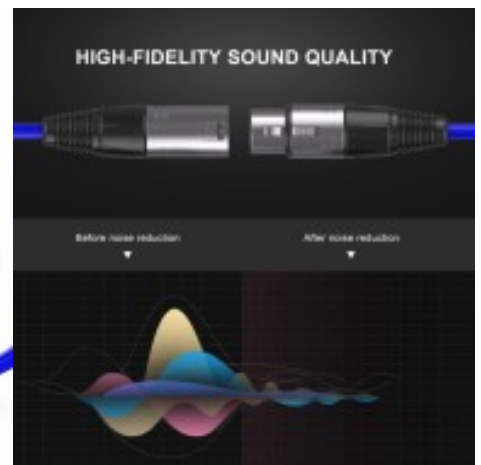 HIGH-FIDELITY SOUND QUALITY
Before noise reduction
After noise reduction